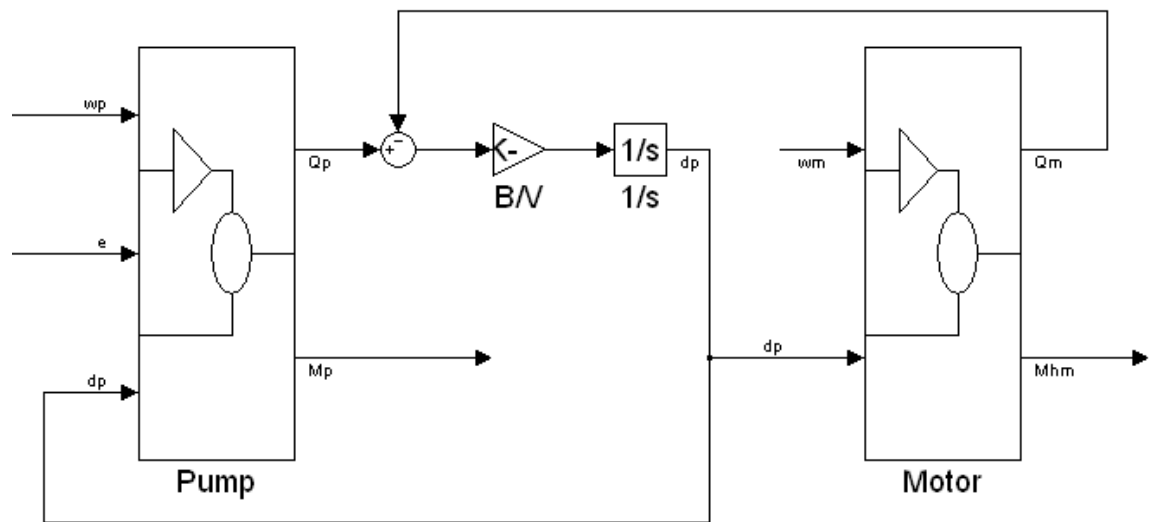 wp
e
dp
Qp
Mp
Pump
+
-
K-
B/V
1/s
dp
1/s
dp
wm
Qm
Mhm
Motor